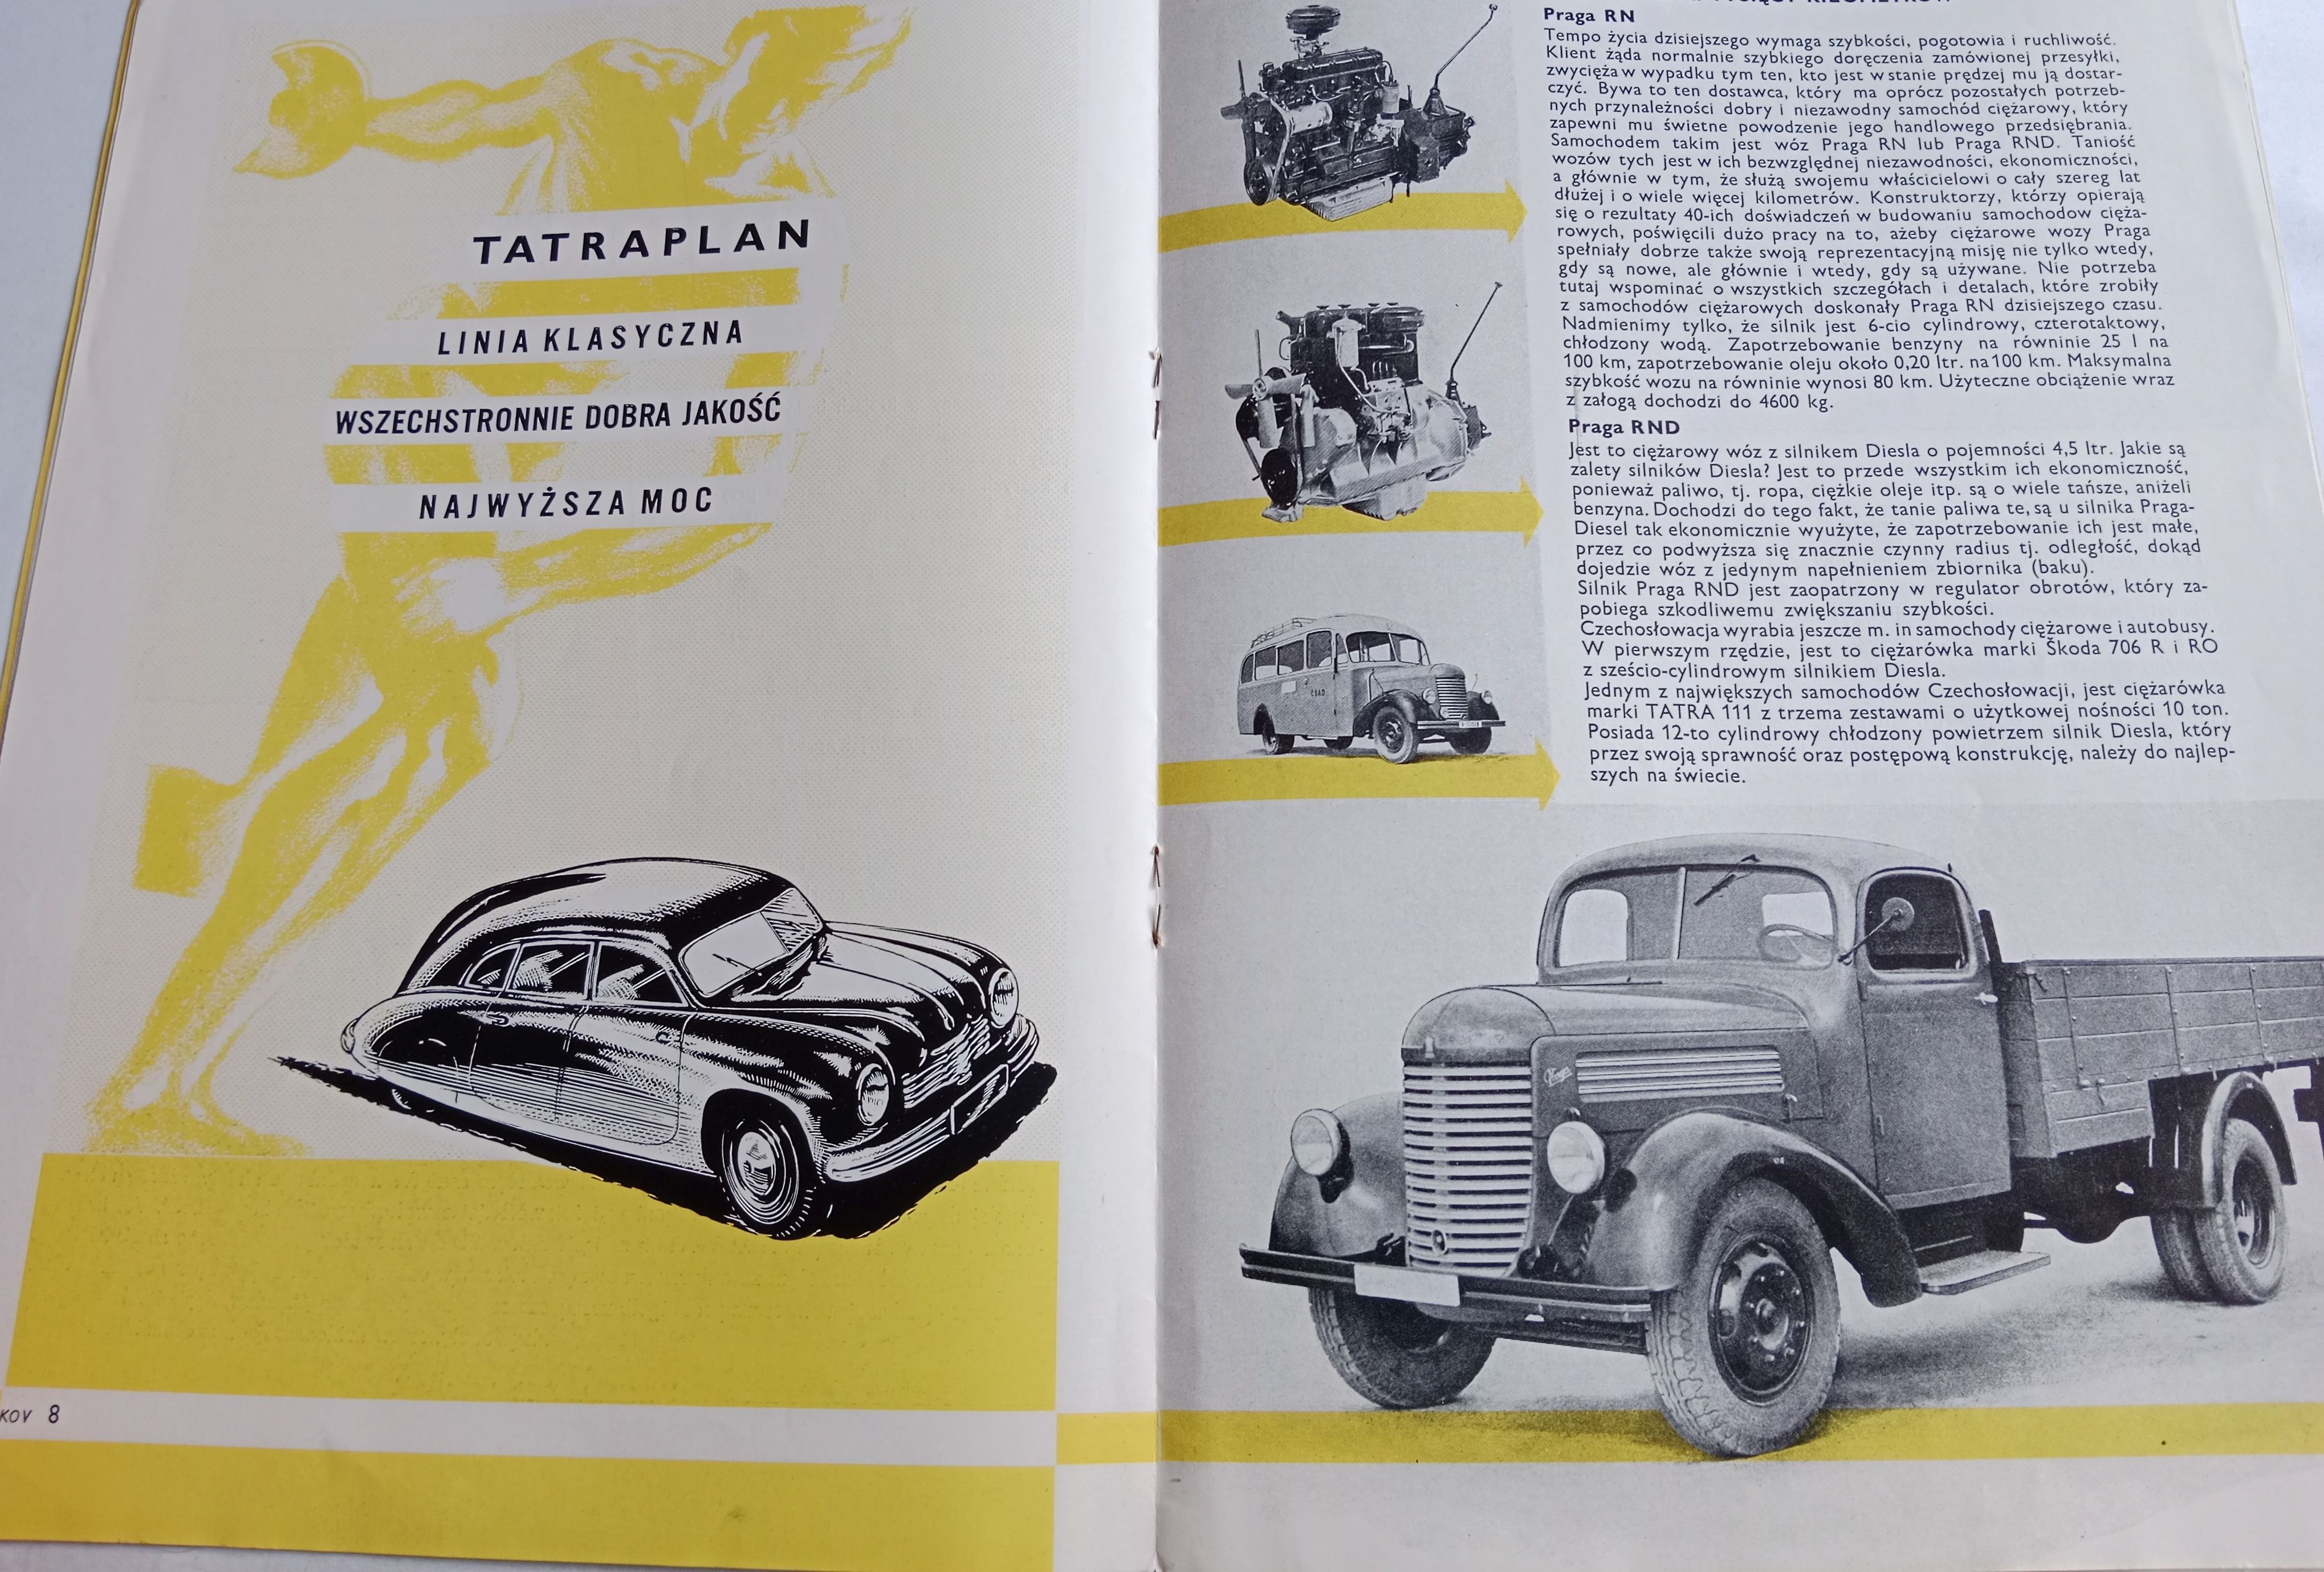 TATRAPLAN
LINIA KLASYCZNA
WSZECHSTRONNIE DOBRA JAKOŚĆ
NAJWYŻSZA MOC
KOV 8
Praga RN
Tempo życia dzisiejszego wymaga szybkości, pogotowia i ruchliwość.
Klient żąda normalnie szybkiego doręczenia zamówionej przesyłki,
zwycięża w wypadku tym ten, kto jest w stanie prędzej mu ją dostar-
czyć. Bywa to ten dostawca, który ma oprócz pozostałych potrzeb-
nych przynależności dobry i niezawodny samochód ciężarowy, który
zapewni mu świetne powodzenie jego handlowego przedsiębrania.
Samochodem takim jest wóz Praga RN lub Praga RND. Taniość
wozów tych jest w ich bezwzględnej niezawodności, ekonomiczności,
a głównie w tym, że służą swojemu właścicielowi o cały szereg lat
dłużej i o wiele więcej kilometrów. Konstruktorzy, którzy opierają
się o rezultaty 40-ich doświadczeń w budowaniu samochodow cięża-
rowych, poświęcili dużo pracy na to, ażeby ciężarowe wozy Praga
spełniały dobrze także swoją reprezentacyjną misję nie tylko wtedy,
gdy są nowe, ale głównie i wtedy, gdy są używane. Nie potrzeba
tutaj wspominać o wszystkich szczegółach i detalach, które zrobiły
z samochodów ciężarowych doskonały Praga RN dzisiejszego czasu.
Nadmienimy tylko, że silnik jest 6-cio cylindrowy, czterotaktowy,
chłodzony wodą. Zapotrzebowanie benzyny na równinie 25 l na
100 km, zapotrzebowanie oleju około 0,20 ltr. na 100 km. Maksymalna
szybkość wozu na równinie wynosi 80 km. Użyteczne obciążenie wraz
z załogą dochodzi do 4600 kg.
Praga RND
Jest to ciężarowy wóz z silnikem Diesla o pojemności 4,5 ltr. Jakie są
zalety silników Diesla? Jest to przede wszystkim ich ekonomiczność,
ponieważ paliwo, tj. ropa, ciężkie oleje itp. są o wiele tańsze, aniżeli
benzyna. Dochodzi do tego fakt, że tanie paliwa te, są u silnika Praga-
Diesel tak ekonomicznie wyużyte, że zapotrzebowanie ich jest małe,
przez co podwyższa się znacznie czynny radius tj. odległość, dokąd
dojedzie wóz z jedynym napełnieniem zbiornika (baku).
Silnik Praga RND jest zaopatrzony w regulator obrotów, który za-
pobiega szkodliwemu zwiększaniu szybkości.
Czechosłowacja wyrabia jeszcze m. in samochody ciężarowe i autobusy.
W pierwszym rzędzie, jest to ciężarówka marki Škoda 706 R i RO
z sześcio-cylindrowym silnikiem Diesla.
Jednym z największych samochodów Czechosłowacji, jest ciężarówka
marki TATRA 111 z trzema zestawami o użytkowej nośności 10 ton.
Posiada 12-to cylindrowy chłodzony powietrzem silnik Diesla, który
przez swoją sprawność oraz postępową konstrukcję, należy do najlep-
szych na świecie.
ČSAD
Praga